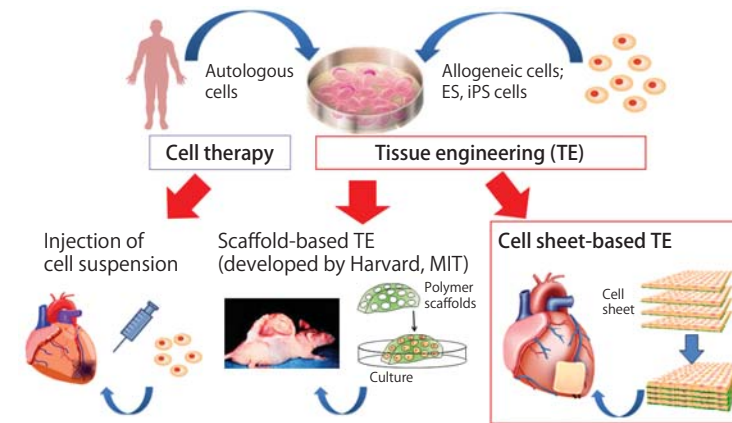 Autologous
cells
Allogeneic cells;
ES, iPS cells
Cell therapy
Tissue engineering (TE)
Injection of
cell suspension
Scaffold-based TE
(developed by Harvard, MIT)
Polymer
scaffolds
Culture
Cell sheet-based TE
Cell
sheet